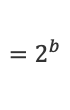 = 2^b